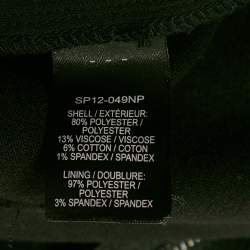 SP12-049NP
SHELL / EXTÉRIEUR:
80% POLYESTER /
POLYESTER
13% VISCOSE / VISCOSE
6% COTTON / COTON
1% SPANDEX / SPANDEX
LINING / DOUBLURE:
97% POLYESTER /
POLYESTER
3% SPANDEX / SPANDEX